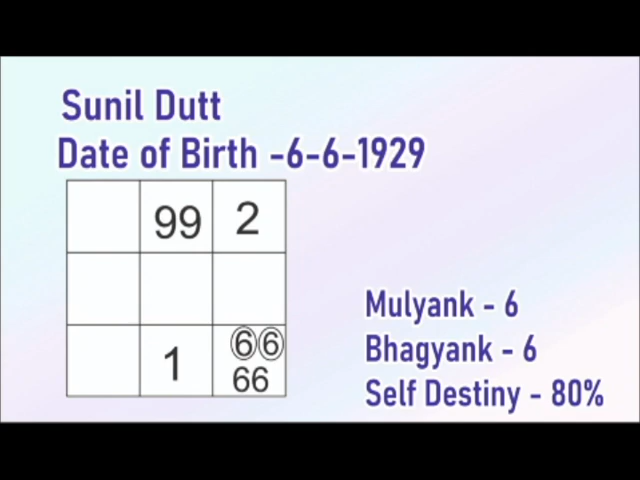 Sunil Dutt
Date of Birth -6-6-1929
99 2
1 66
66
Mulyank - 6
Bhagyank - 6
Self Destiny - 80%